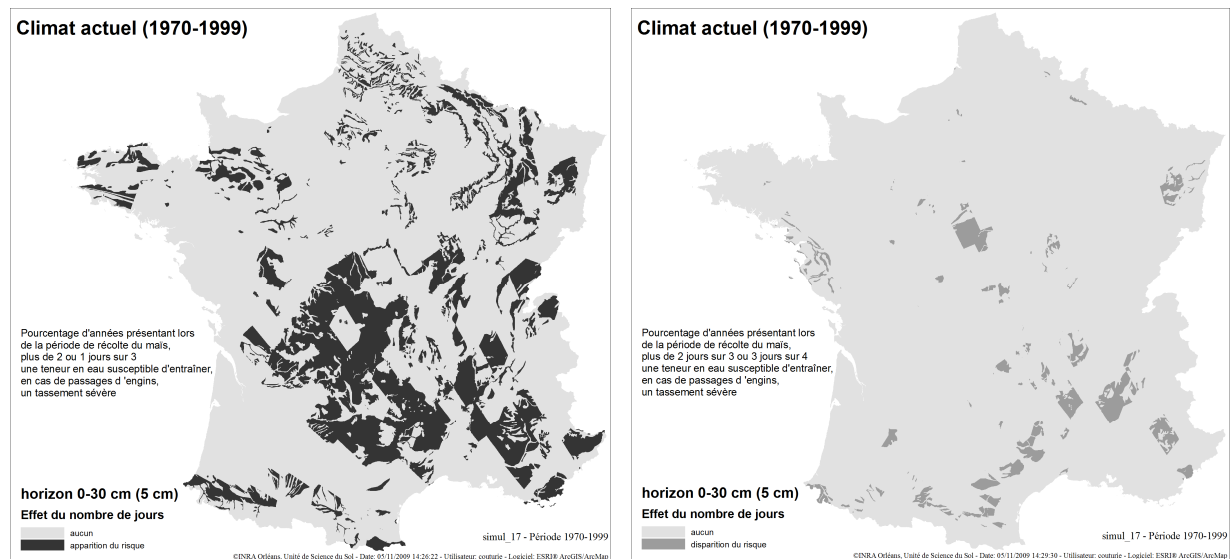 Climat actuel (1970-1999)
Pourcentage d'années présentant lors
de la période de récolte du maïs,
plus de 2 ou 1 jours sur 3
une teneur en eau susceptible d'entraîner,
en cas de passages d 'engins,
un tassement sévère
horizon 0-30 cm (5 cm)
Effet du nombre de jours
aucun
apparition du risque
simul_17 - Période 1970-1999
©INRA Orléans, Unité de Science du Sol - Date: 05/11/2009 14:26:22 - Utilisateur: couturie - Logiciel: ESRI® ArcGIS/ArcMap
Climat actuel (1970-1999)
Pourcentage d'années présentant lors
de la période de récolte du maïs,
plus de 2 jours sur 3 ou 3 jours sur 4
une teneur en eau susceptible d'entraîner,
en cas de passages d 'engins,
un tassement sévère
horizon 0-30 cm (5 cm)
Effet du nombre de jours
aucun
disparition du risque
simul_17 - Période 1970-1999
©INRA Orléans, Unité de Science du Sol - Date: 05/11/2009 14:29:30 - Utilisateur: couturie - Logiciel: ESRI® ArcGIS/ArcMap